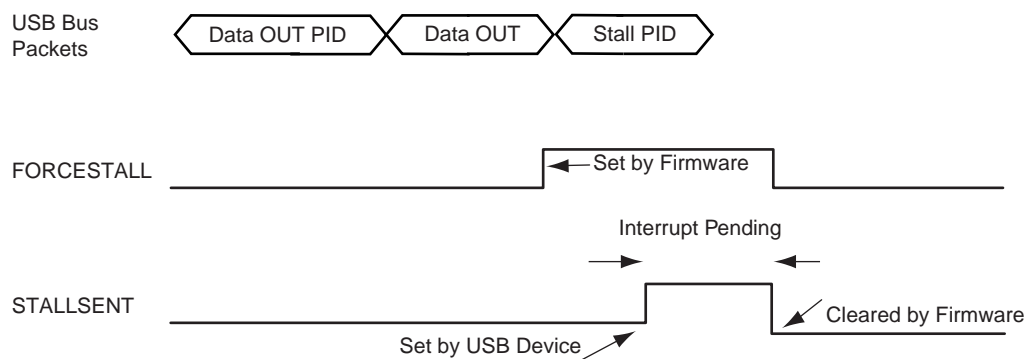 USB Bus
Packets
Data OUT PID
Data OUT
Stall PID
FORCESTALL
Set by Firmware
Interrupt Pending
STALLSENT
Cleared by Firmware
Set by USB Device